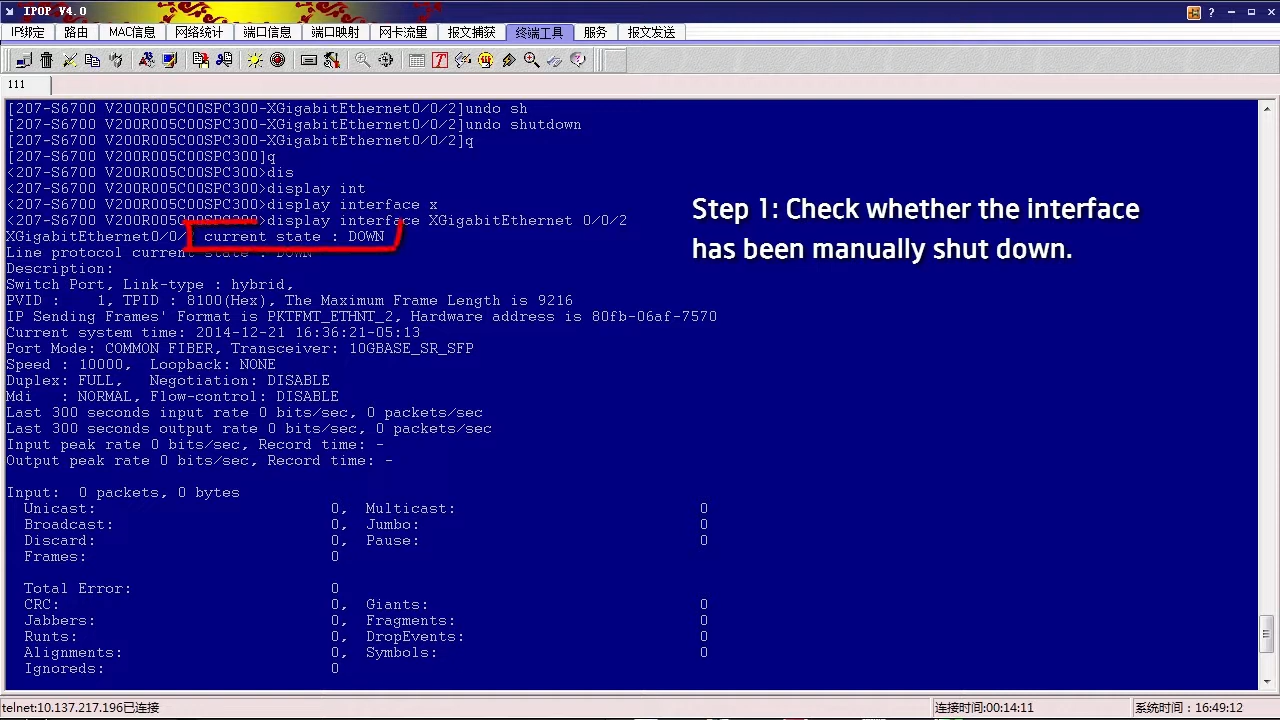 IPOP V4.0
IP绑定 路由 MAC信息 网络统计 端口信息 端口映射 网卡流量 报文捕获 终端工具 服务 报文发送
111
[207-S6700 V200R005C00SPC300-XGigabitEthernet0/0/2]undo sh
[207-S6700 V200R005C00SPC300-XGigabitEthernet0/0/2]undo shutdown
[207-S6700 V200R005C00SPC300-XGigabitEthernet0/0/2]q
[207-S6700 V200R005C00SPC300]q
<207-S6700 V200R005C00SPC300>dis
<207-S6700 V200R005C00SPC300>display int
<207-S6700 V200R005C00SPC300>display interface x
<207-S6700 V200R005C00SPC300>display interface XGigabitEthernet 0/0/2
XGigabitEthernet0/0/ current state : DOWN
Line protocol current state : DOWN
Description:
Switch Port, Link-type : hybrid,
PVID :    1, TPID : 8100(Hex), The Maximum Frame Length is 9216
IP Sending Frames' Format is PKTFMT_ETHNT_2, Hardware address is 80fb-06af-7570
Current system time: 2014-12-21 16:36:21-05:13
Port Mode: COMMON FIBER, Transceiver: 10GBASE_SR_SFP
Speed : 10000,  Loopback: NONE
Duplex: FULL,   Negotiation: DISABLE
Mdi   : NORMAL, Flow-control: DISABLE
Last 300 seconds input rate 0 bits/sec, 0 packets/sec
Last 300 seconds output rate 0 bits/sec, 0 packets/sec
Input peak rate 0 bits/sec, Record time: -
Output peak rate 0 bits/sec, Record time: -
Input:  0 packets, 0 bytes
Unicast: 0, Multicast: 0
Broadcast: 0, Jumbo: 0
Discard: 0, Pause: 0
Frames: 0
Total Error: 0
CRC: 0, Giants: 0
Jabbers: 0, Fragments: 0
Runts: 0, DropEvents: 0
Alignments: 0, Symbols: 0
Ignoreds: 0
Step 1: Check whether the interface
has been manually shut down.
telnet:10.137.217.196已连接 连接时间:00:14:11 系统时间：16:49:12